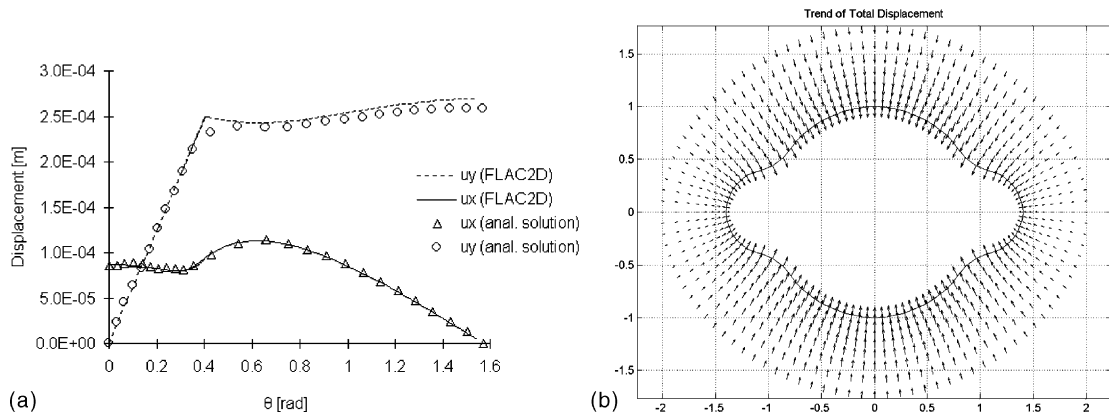 3.0E-04
2.5E-04
2.0E-04
1.5E-04
1.0E-04
5.0E-05
0.0E+00
Displacement [m]
uy (FLAC2D)
ux (FLAC2D)
ux (anal. solution)
uy (anal. solution)
0 0.2 0.4 0.6 0.8 1 1.2 1.4 1.6
θ [rad]
(a)
Trend of Total Displacement
1.5
1
0.5
0
-0.5
-1
-1.5
-2 -1.5 -1 -0.5 0 0.5 1 1.5 2
(b)